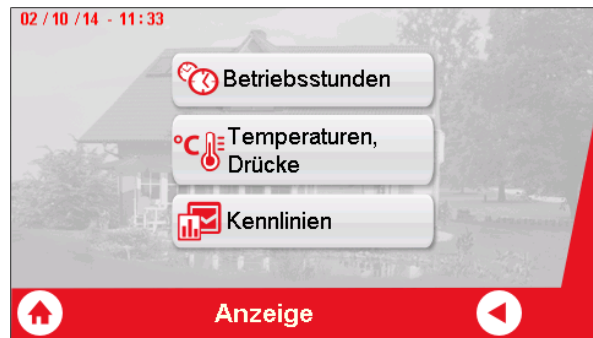 02 / 10 / 14 - 11 : 33
Betriebsstunden
°C
Temperaturen,
Drücke
Kennlinien
Anzeige